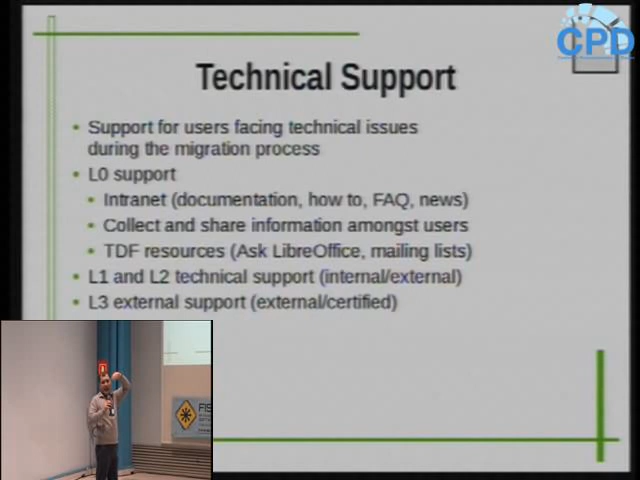 CPD
Technical Support
Support for users facing technical issues
during the migration process
L0 support
Intranet (documentation, how to, FAQ, news)
Collect and share information amongst users
TDF resources (Ask LibreOffice, mailing lists)
L1 and L2 technical support (internal/external)
L3 external support (external/certified)
FIS